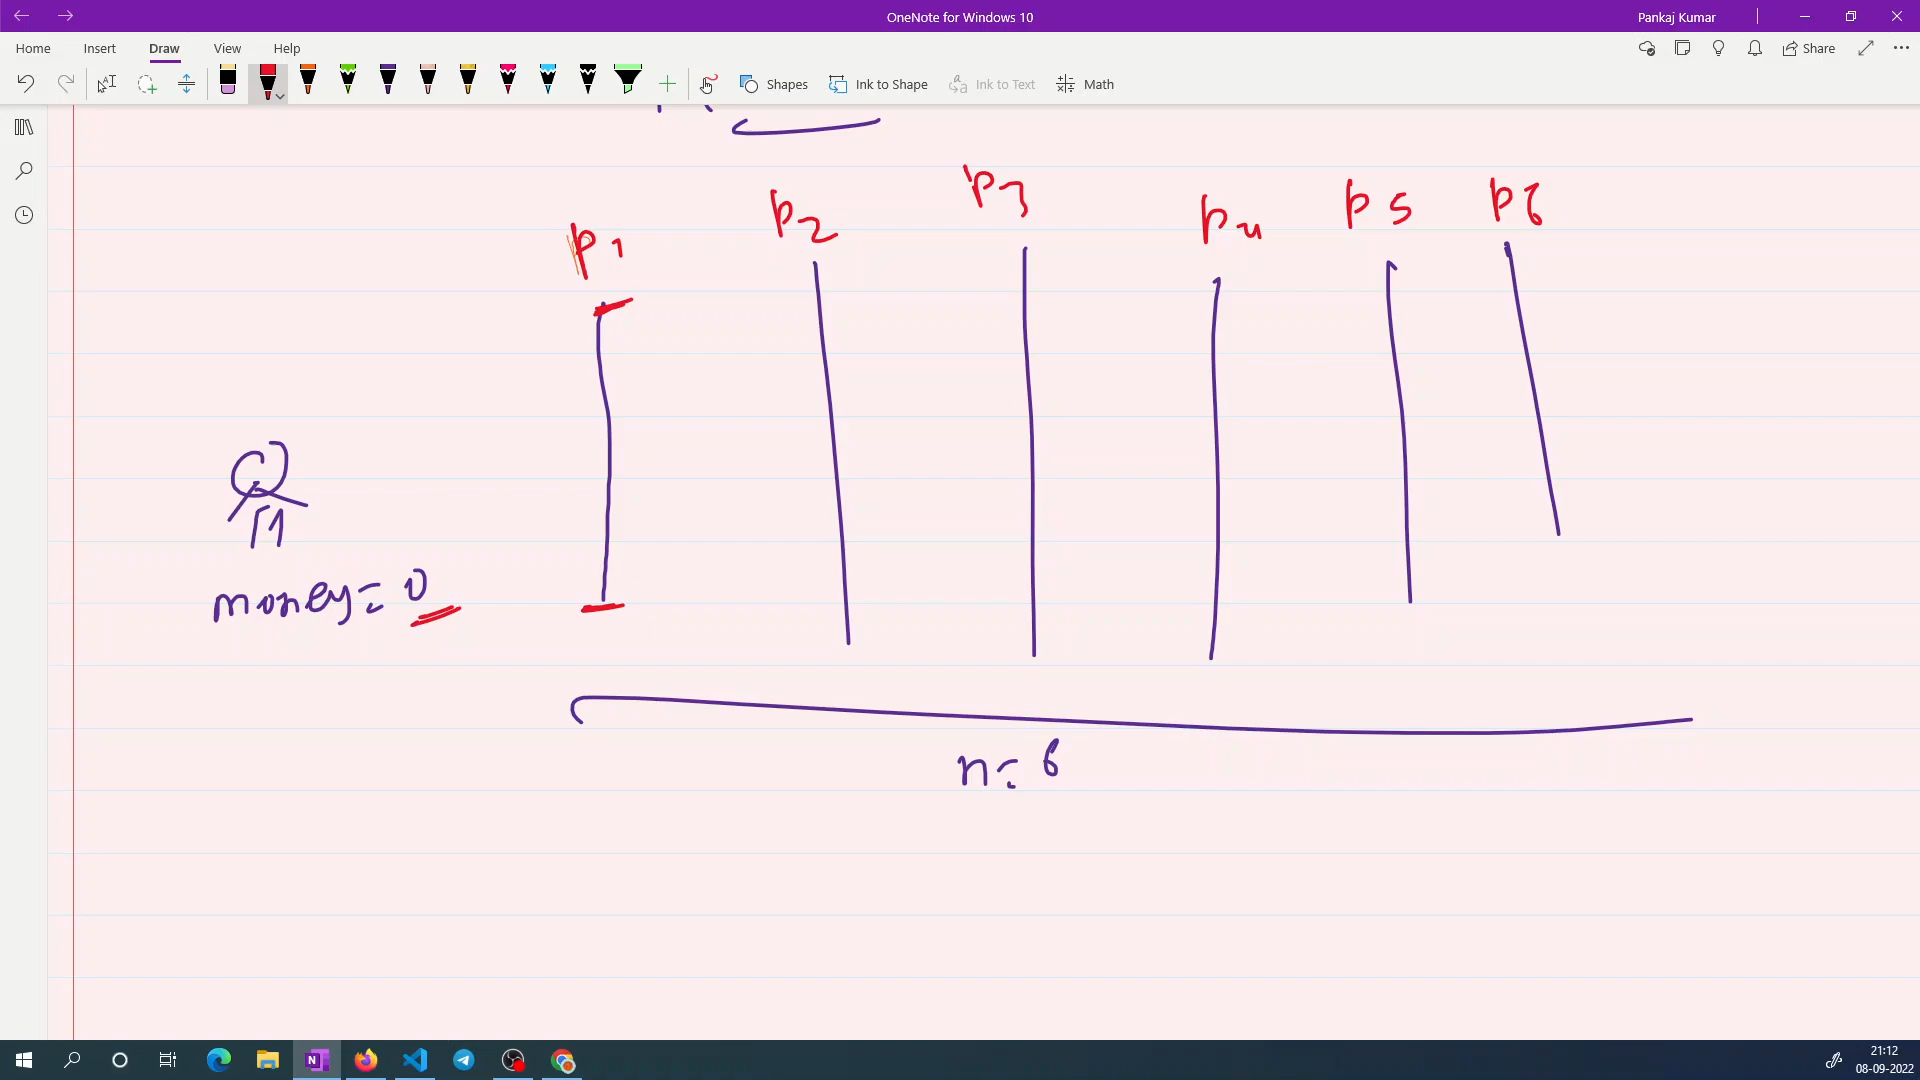 OneNote for Windows 10
Pankaj Kumar
Home Insert Draw View Help
Share
Shapes
Ink to Shape
Ink to Text
Math
P1 P2 P3 P4 P5 P6
money = 0
n = 6
21:12
08-09-2022